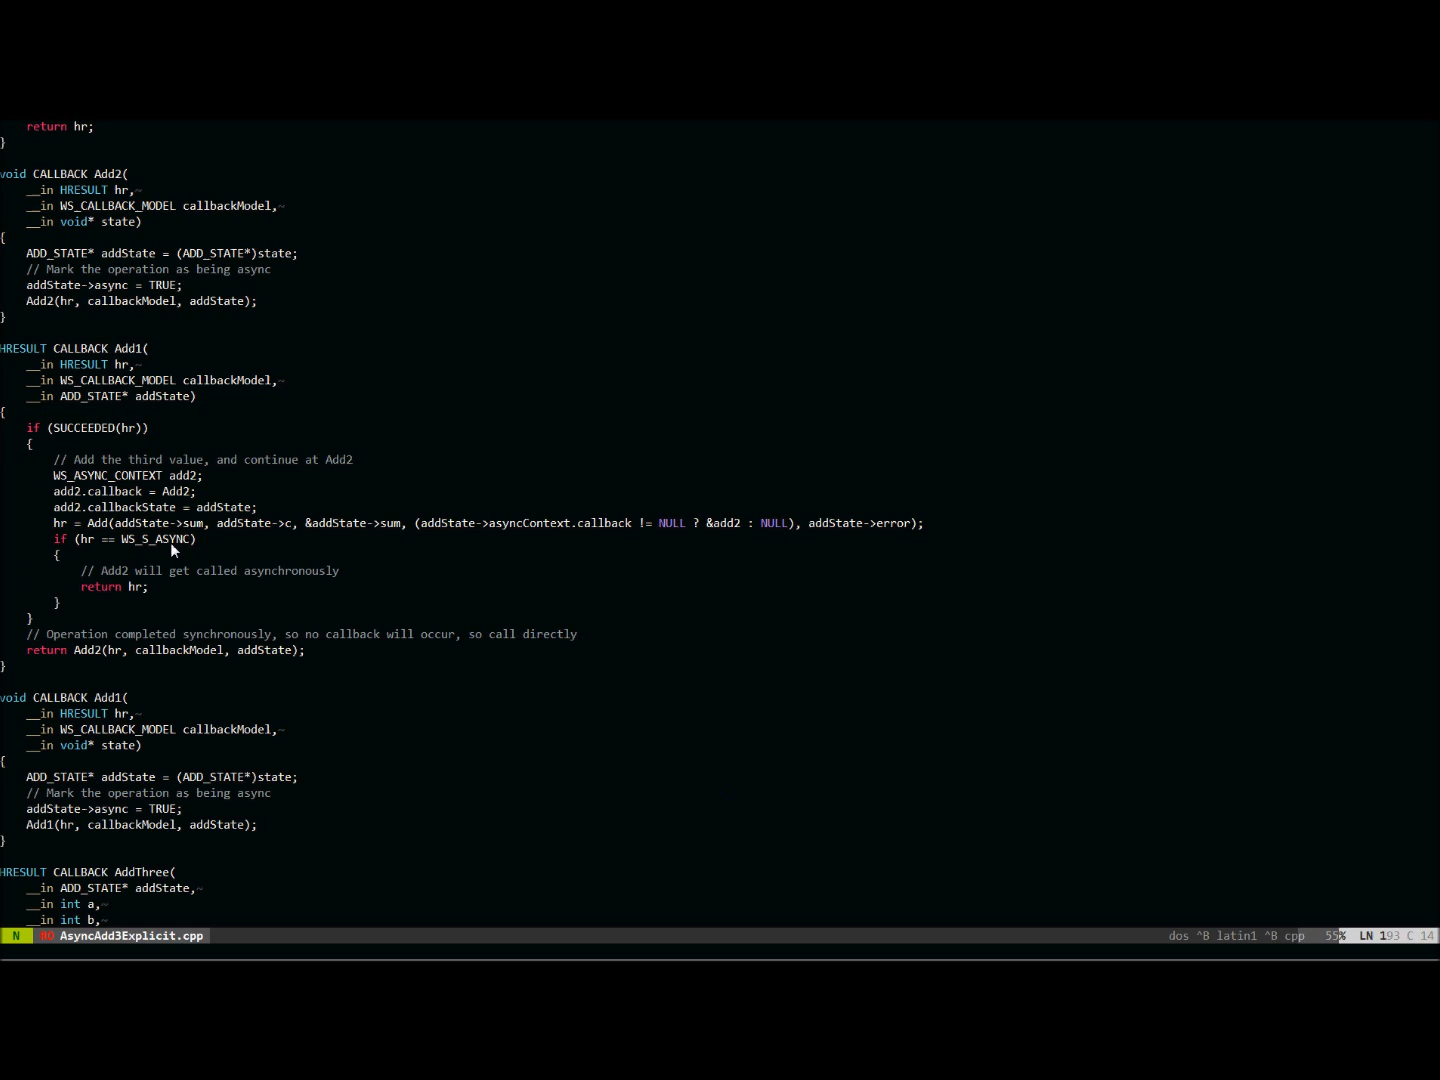 return hr;
}
void CALLBACK Add2(
    __in HRESULT hr,~
    __in WS_CALLBACK_MODEL callbackModel,~
    __in void* state)
{
    ADD_STATE* addState = (ADD_STATE*)state;
    // Mark the operation as being async
    addState->async = TRUE;
    Add2(hr, callbackModel, addState);
}
HRESULT CALLBACK Add1(
    __in HRESULT hr,~
    __in WS_CALLBACK_MODEL callbackModel,~
    __in ADD_STATE* addState)
{
    if (SUCCEEDED(hr))
    {
        // Add the third value, and continue at Add2
        WS_ASYNC_CONTEXT add2;
        add2.callback = Add2;
        add2.callbackState = addState;
        hr = Add(addState->sum, addState->c, &addState->sum, (addState->asyncContext.callback != NULL ? &add2 : NULL), addState->error);
        if (hr == WS_S_ASYNC)
        {
            // Add2 will get called asynchronously
            return hr;
        }
    }
    // Operation completed synchronously, so no callback will occur, so call directly
    return Add2(hr, callbackModel, addState);
}
void CALLBACK Add1(
    __in HRESULT hr,~
    __in WS_CALLBACK_MODEL callbackModel,~
    __in void* state)
{
    ADD_STATE* addState = (ADD_STATE*)state;
    // Mark the operation as being async
    addState->async = TRUE;
    Add1(hr, callbackModel, addState);
}
HRESULT CALLBACK AddThree(
    __in ADD_STATE* addState,~
    __in int a,~
    __in int b,~
N AsyncAdd3Explicit.cpp dos ^B latin1 ^B cpp 55% LN 193 C 14